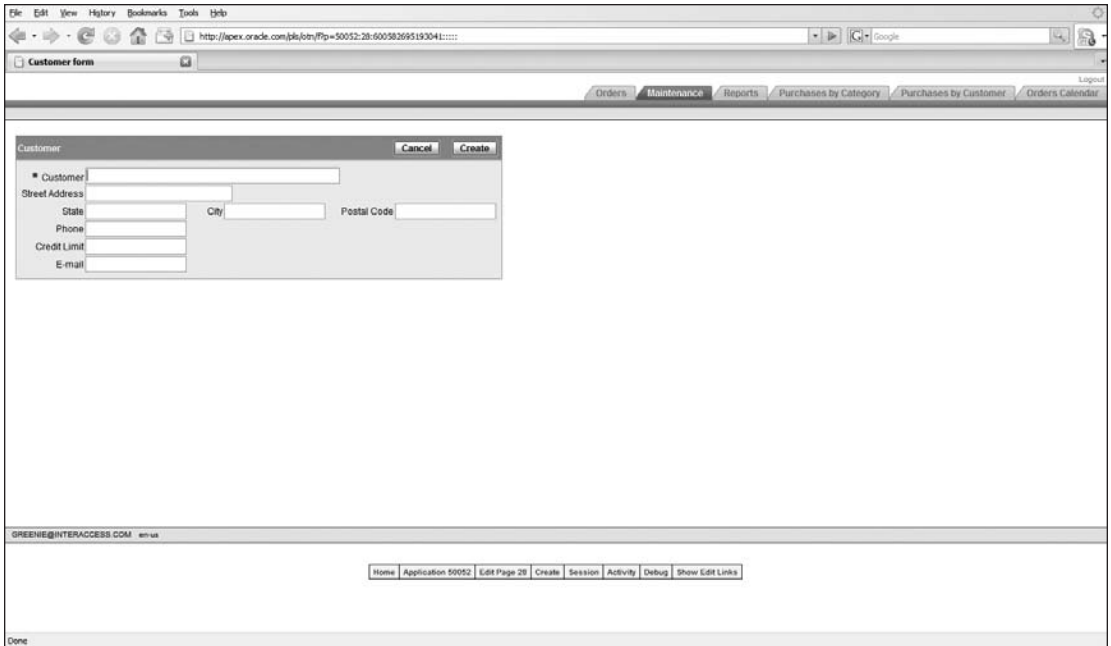 File Edit View History Bookmarks Tools Help
http://apex.oracle.com/pls/otn/f?p=50052:28:600582695193041:::::
Google
Customer form
Logout
Orders Maintenance Reports Purchases by Category Purchases by Customer Orders Calendar
Customer Cancel Create
Customer
Street Address
State City Postal Code
Phone
Credit Limit
E-mail
GREENIE@INTERACCESS.COM en-us
Home Application 50052 Edit Page 28 Create Session Activity Debug Show Edit Links
Done